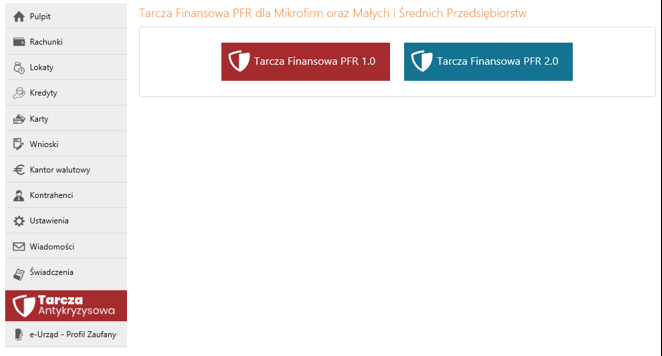 Pulpit
Rachunki
Lokaty
Kredyty
Karty
Wnioski
Kantor walutowy
Kontrahenci
Ustawienia
Wiadomości
Świadczenia
Tarcza
Antykryzysowa
e-Urząd - Profil Zaufany
Tarcza Finansowa PFR dla Mikrofirm oraz Małych i Średnich Przedsiębiorstw
Tarcza Finansowa PFR 1.0
Tarcza Finansowa PFR 2.0